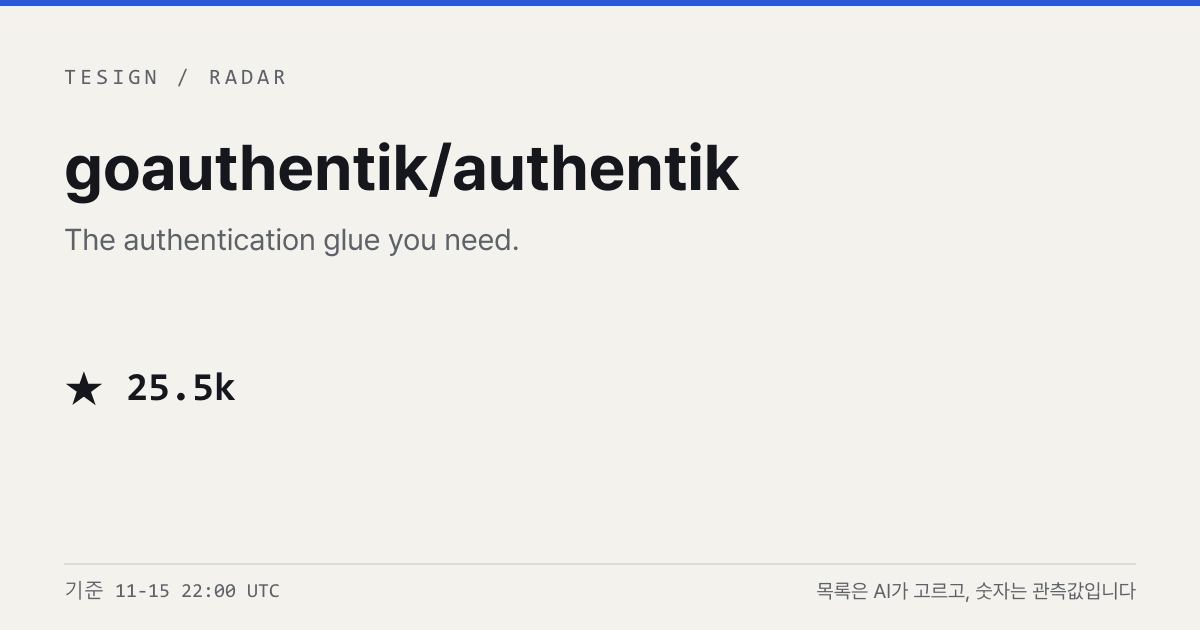 TESIGN / RADAR
goauthentik/authentik
The authentication glue you need.
★ 25.5k
기준 11-15 22:00 UTC
목록은 AI가 고르고, 숫자는 관측값입니다